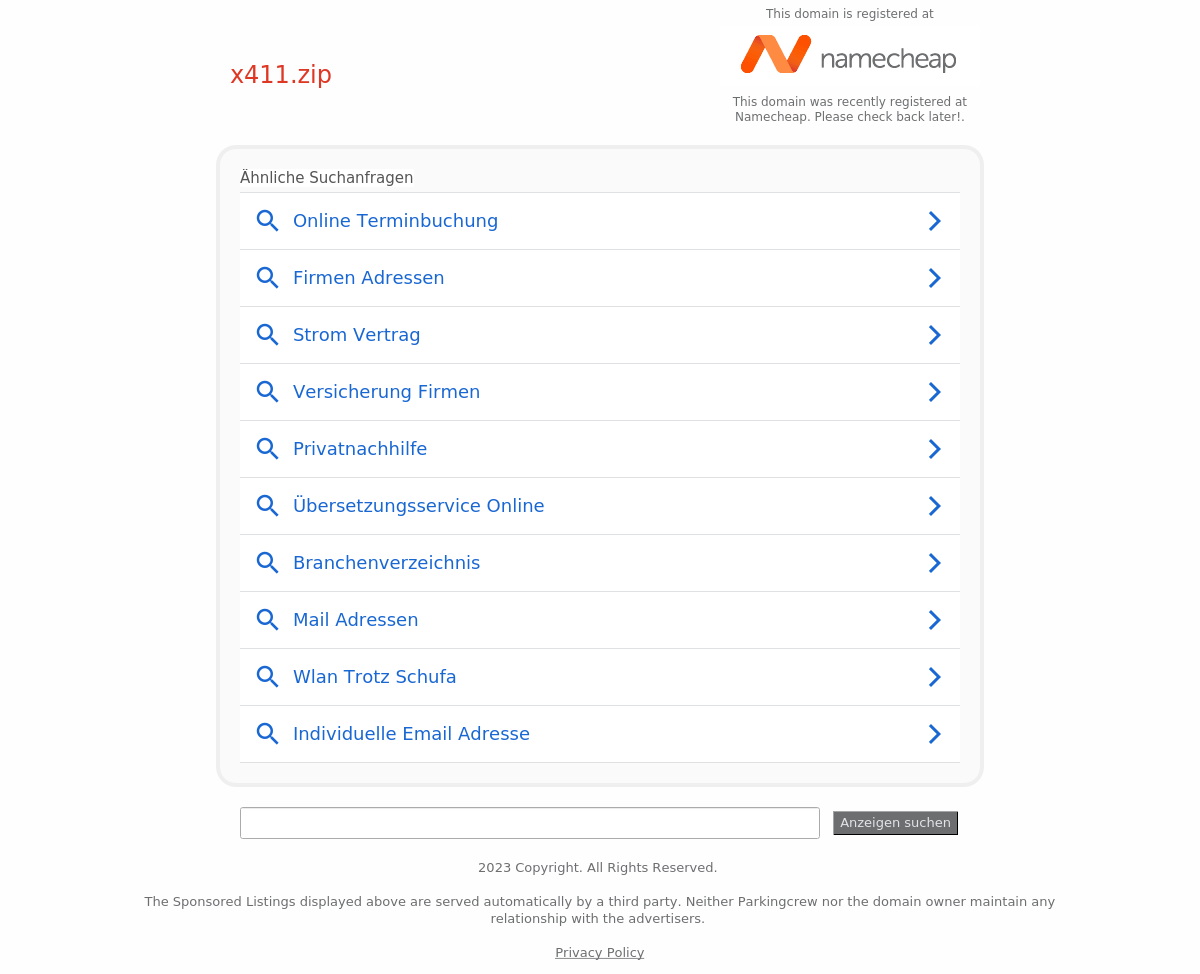 This domain is registered at
x411.zip
namecheap
This domain was recently registered at
Namecheap. Please check back later!.
Ähnliche Suchanfragen
Online Terminbuchung
Firmen Adressen
Strom Vertrag
Versicherung Firmen
Privatnachhilfe
Übersetzungsservice Online
Branchenverzeichnis
Mail Adressen
Wlan Trotz Schufa
Individuelle Email Adresse
Anzeigen suchen
2023 Copyright. All Rights Reserved.
The Sponsored Listings displayed above are served automatically by a third party. Neither Parkingcrew nor the domain owner maintain any
relationship with the advertisers.
Privacy Policy